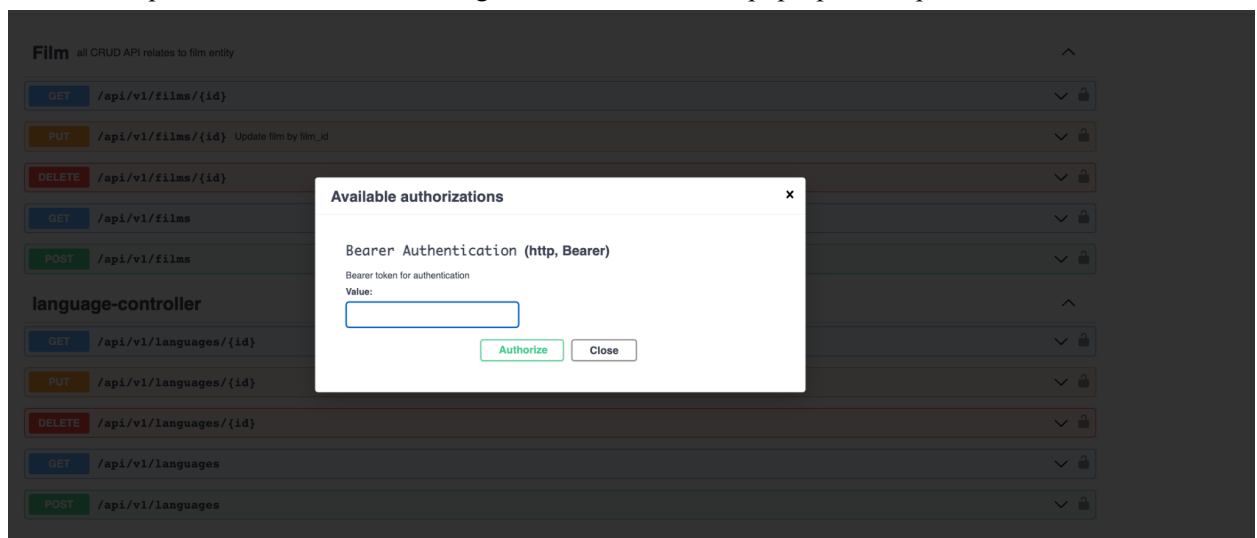 Film all CRUD API relates to film entity
GET /api/v1/films/{id}
PUT /api/v1/films/{id} Update film by film_id
DELETE /api/v1/films/{id}
GET /api/v1/films
POST /api/v1/films
language-controller
GET /api/v1/languages/{id}
PUT /api/v1/languages/{id}
DELETE /api/v1/languages/{id}
GET /api/v1/languages
POST /api/v1/languages
Available authorizations x
Bearer Authentication (http, Bearer)
Bearer token for authentication
Value:
Authorize Close